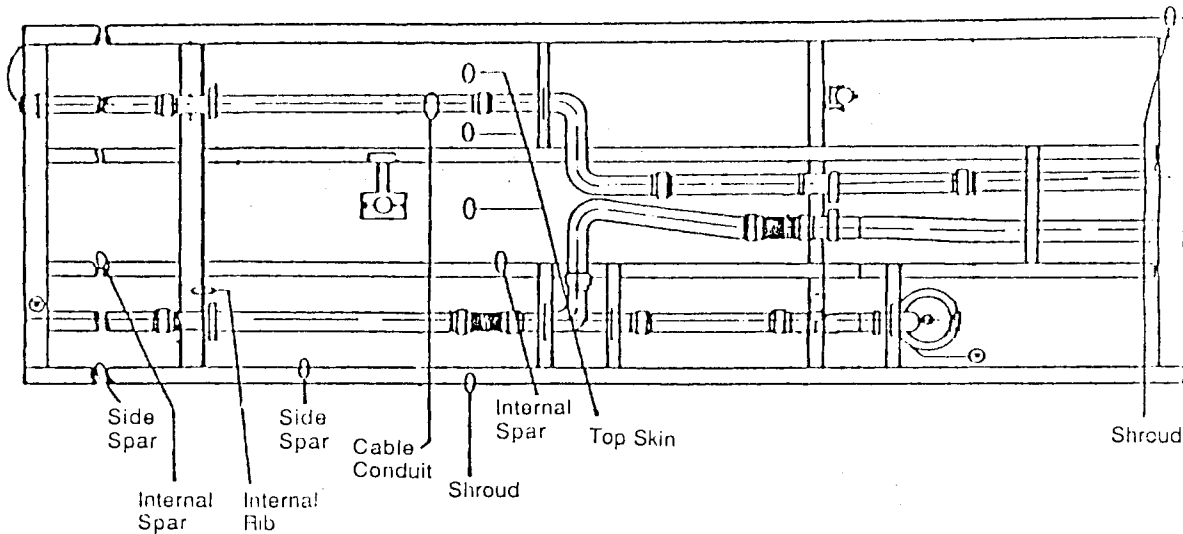 Side
Spar
Side
Spar
Internal
Spar
Top Skin
Shroud
Cable
Conduit
Shroud
Internal
Spar
Internal
Rib